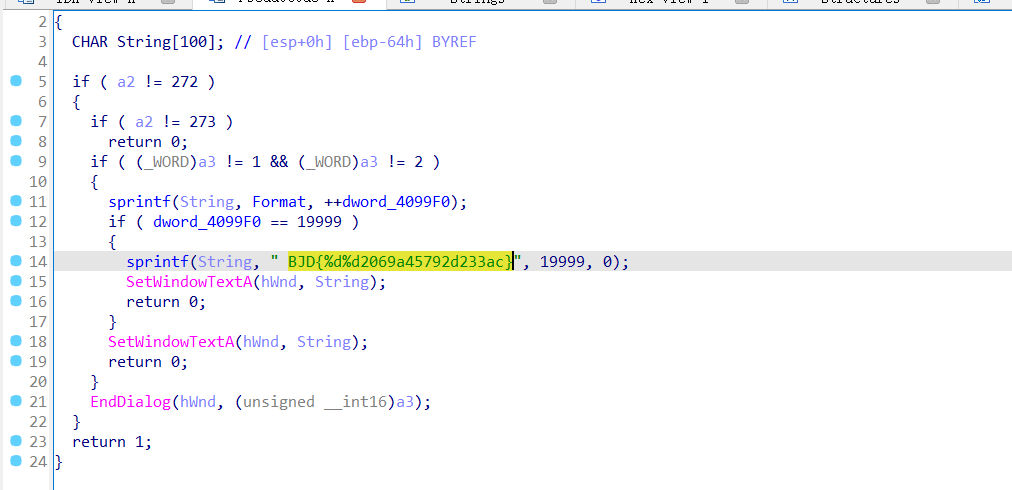 Strings
Structures
2 {
3 CHAR String[100]; // [esp+0h] [ebp-64h] BYREF
4
5 if ( a2 != 272 )
6 {
7 if ( a2 != 273 )
8 return 0;
9 if ( (_WORD)a3 != 1 && (_WORD)a3 != 2 )
10 {
11 sprintf(String, Format, ++dword_4099F0);
12 if ( dword_4099F0 == 19999 )
13 {
14 sprintf(String, " BJD{%d%d2069a45792d233ac}", 19999, 0);
15 SetWindowTextA(hWnd, String);
16 return 0;
17 }
18 SetWindowTextA(hWnd, String);
19 return 0;
20 }
21 EndDialog(hWnd, (unsigned __int16)a3);
22 }
23 return 1;
24 }